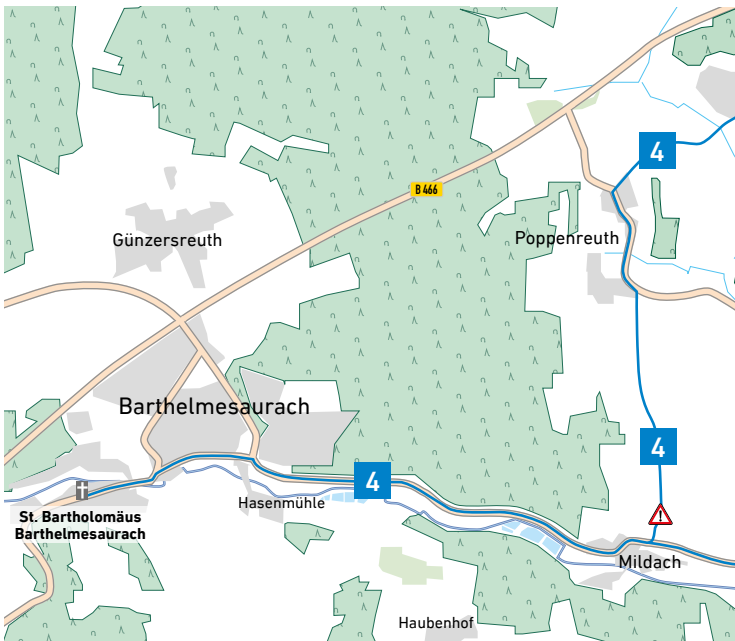 4
B 466
Günzersreuth
Poppenreuth
Barthelmesaurach
4
4
Hasenmühle
St. Bartholomäus
Barthelmesaurach
!
Mildach
Haubenhof